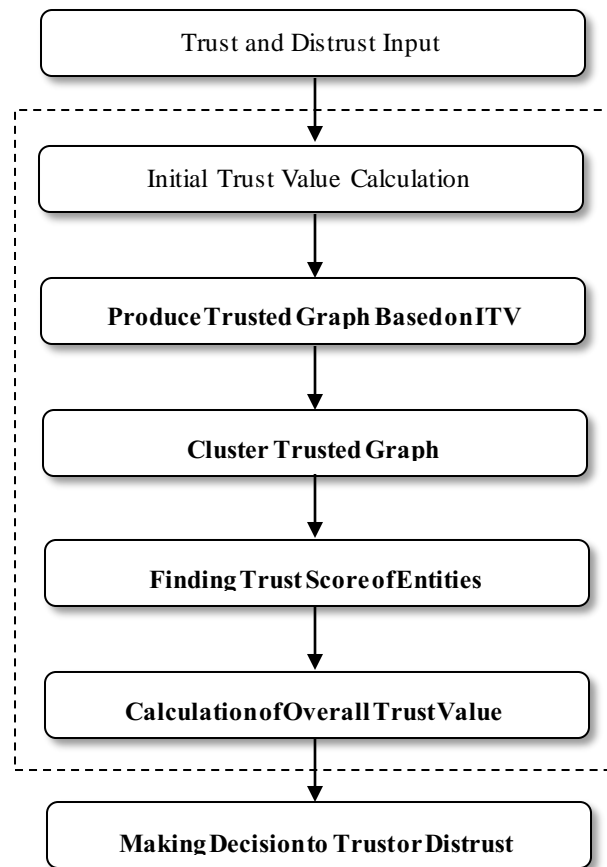 Trust and Distrust Input
Initial Trust Value Calculation
Produce Trusted Graph Based on ITV
Cluster Trusted Graph
Finding Trust Score of Entities
Calculation of Overall Trust Value
Making Decision to Trust or Distrust